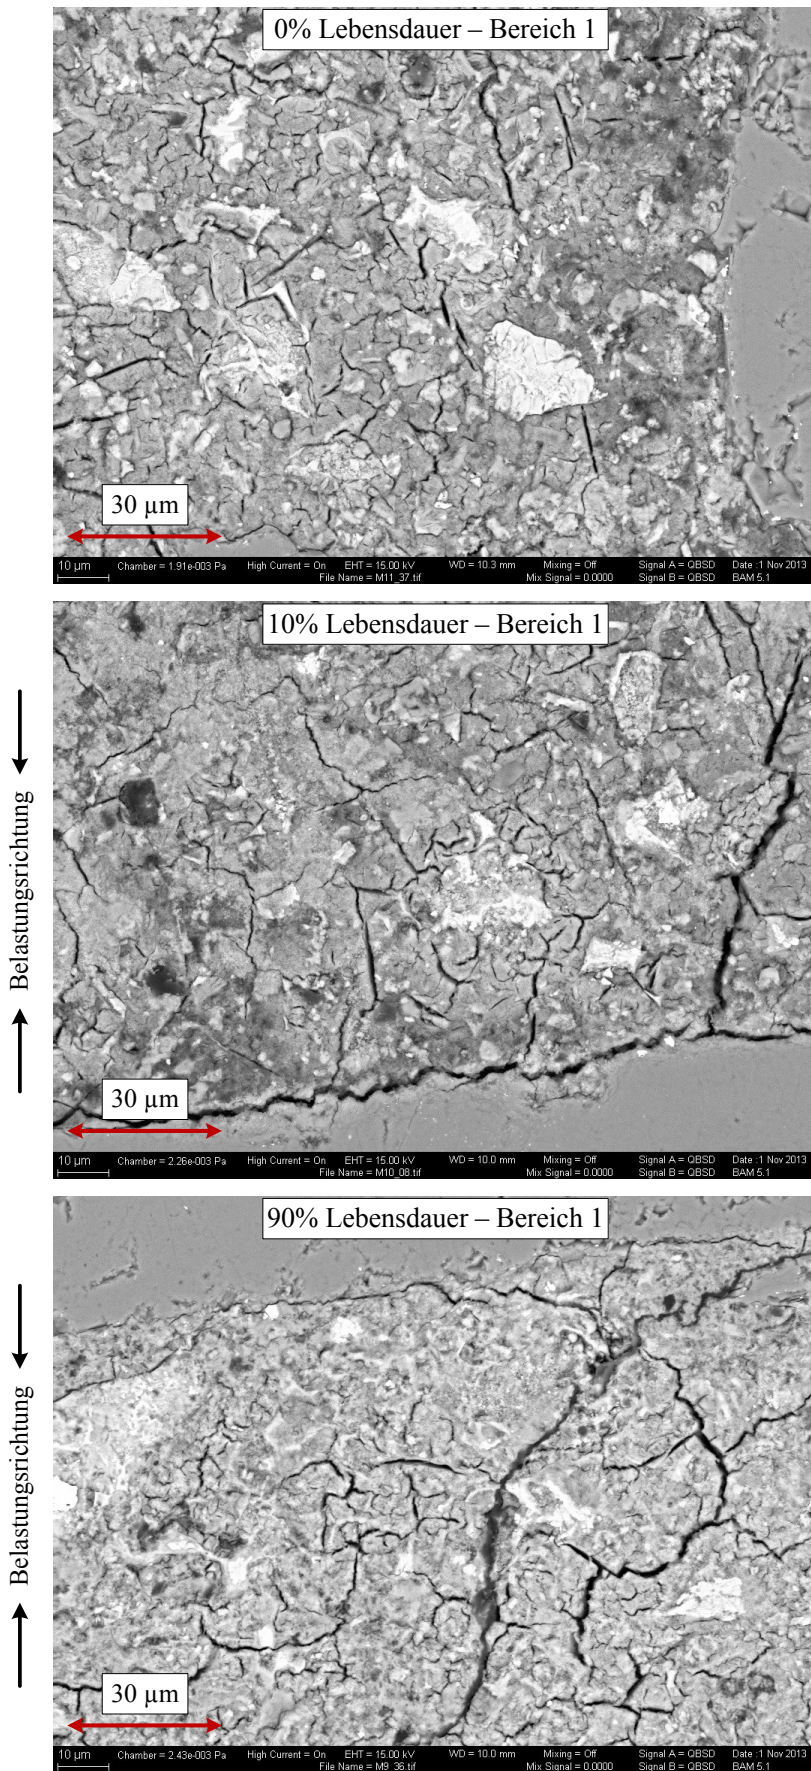 0% Lebensdauer – Bereich 1
30 µm
10 µm Chamber = 1.91e-003 Pa High Current = On EHT = 15.00 kV WD = 10.3 mm Mixing = Off Signal A = QBSD Date :1 Nov 2013
File Name = M11_37.tif Mix Signal = 0.0000 Signal B = QBSD BAM 5.1
10% Lebensdauer – Bereich 1
Belastungsrichtung
30 µm
10 µm Chamber = 2.26e-003 Pa High Current = On EHT = 15.00 kV WD = 10.0 mm Mixing = Off Signal A = QBSD Date :1 Nov 2013
File Name = M10_08.tif Mix Signal = 0.0000 Signal B = QBSD BAM 5.1
90% Lebensdauer – Bereich 1
Belastungsrichtung
30 µm
10 µm Chamber = 2.43e-003 Pa High Current = On EHT = 15.00 kV WD = 10.0 mm Mixing = Off Signal A = QBSD Date :1 Nov 2013
File Name = M9_36.tif Mix Signal = 0.0000 Signal B = QBSD BAM 5.1